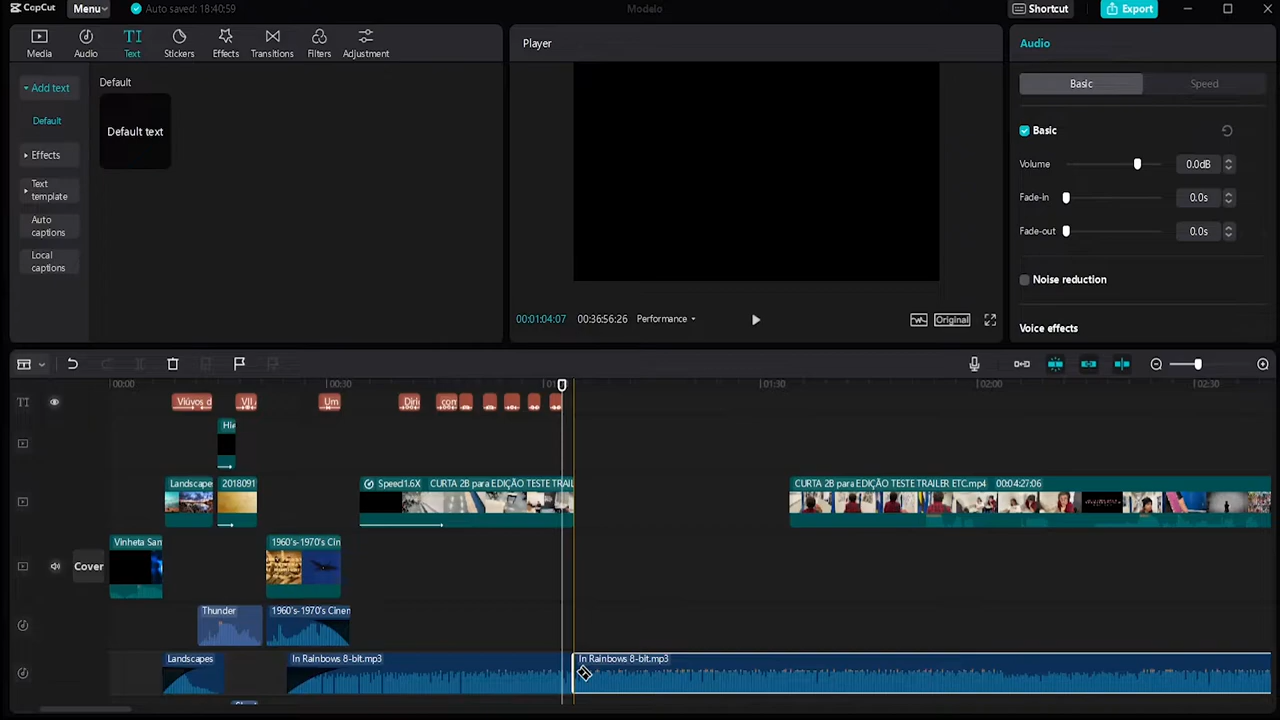 CapCut
Menu
Auto saved: 18:40:59
Modelo
Shortcut
Export
Media
Audio
Text
Stickers
Effects
Transitions
Filters
Adjustment
Add text
Default
Effects
Text template
Auto captions
Local captions
Default
Default text
Player
00:01:04:07
00:36:56:26
Performance
Original
Audio
Basic
Speed
Basic
Volume
0.0dB
Fade-in
0.0s
Fade-out
0.0s
Noise reduction
Voice effects
00:00
00:30
01:30
02:00
02:30
TI
Viúvos d
VII
Um
Diri
con
Hie
Landscape
2018091
Speed1.6X
CURTA 2B para EDIÇÃO TESTE TRAIL
CURTA 2B para EDIÇÃO TESTE TRAILER ETC.mp4
00:04:27:06
Cover
Vinheta San
1960's-1970's Cin
Thunder
1960's-1970's Cinen
Landscapes
In Rainbows 8-bit.mp3
In Rainbows 8-bit.mp3